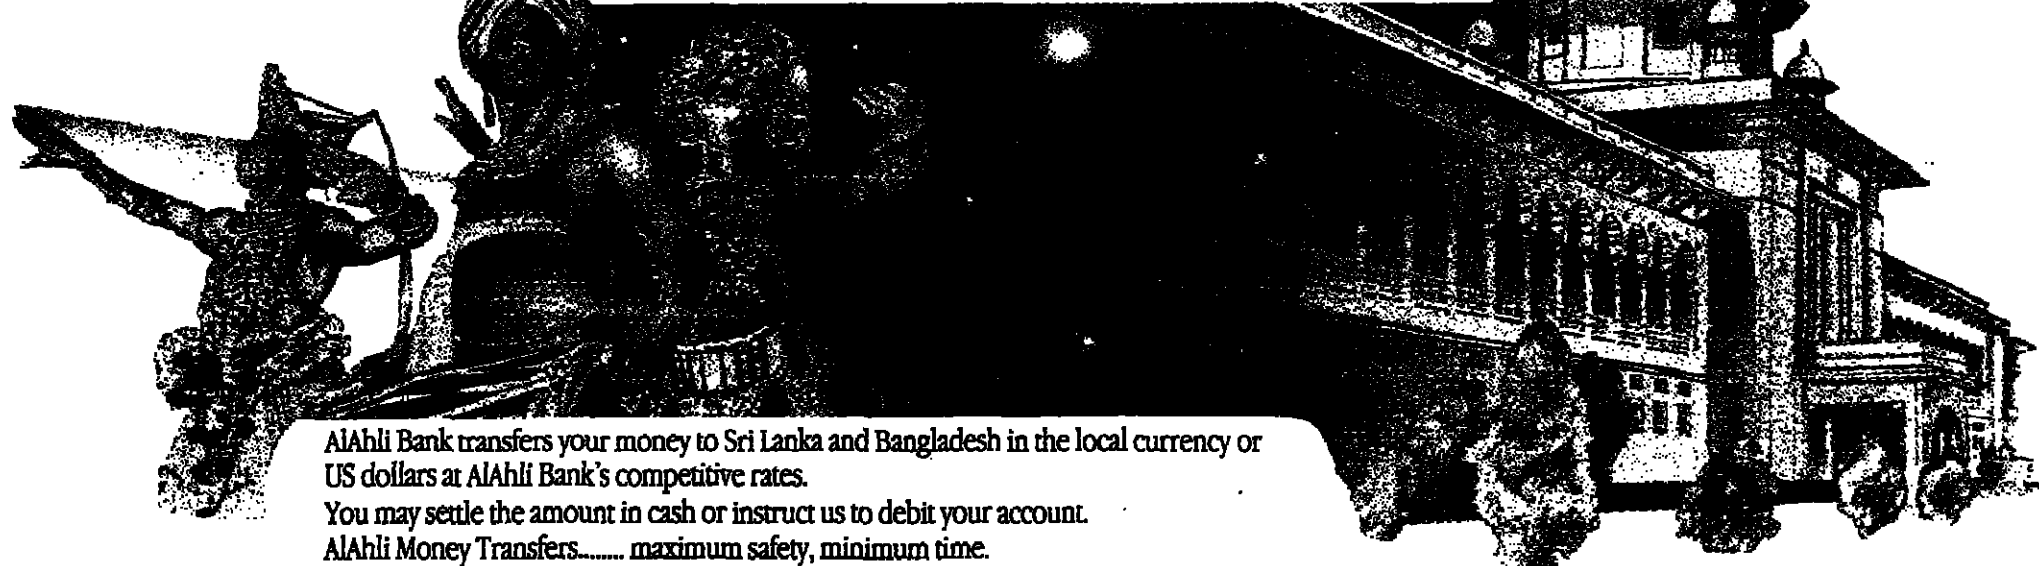 AlAhli Bank transfers your money to Sri Lanka and Bangladesh in the local currency or
US dollars at AlAhli Bank's competitive rates.
You may settle the amount in cash or instruct us to debit your account.
AlAhli Money Transfers........ maximum safety, minimum time.